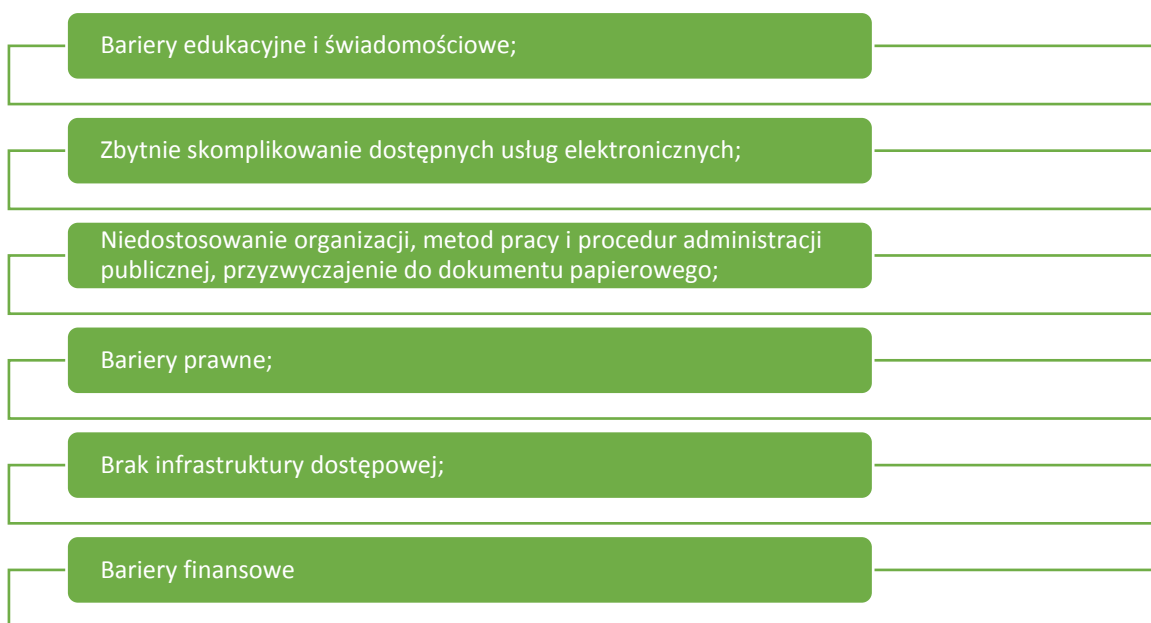 Bariery edukacyjne i świadomościowe;
Zbytnie skomplikowanie dostępnych usług elektronicznych;
Niedostosowanie organizacji, metod pracy i procedur administracji
publicznej, przyzwyczajenie do dokumentu papierowego;
Bariery prawne;
Brak infrastruktury dostępowej;
Bariery finansowe